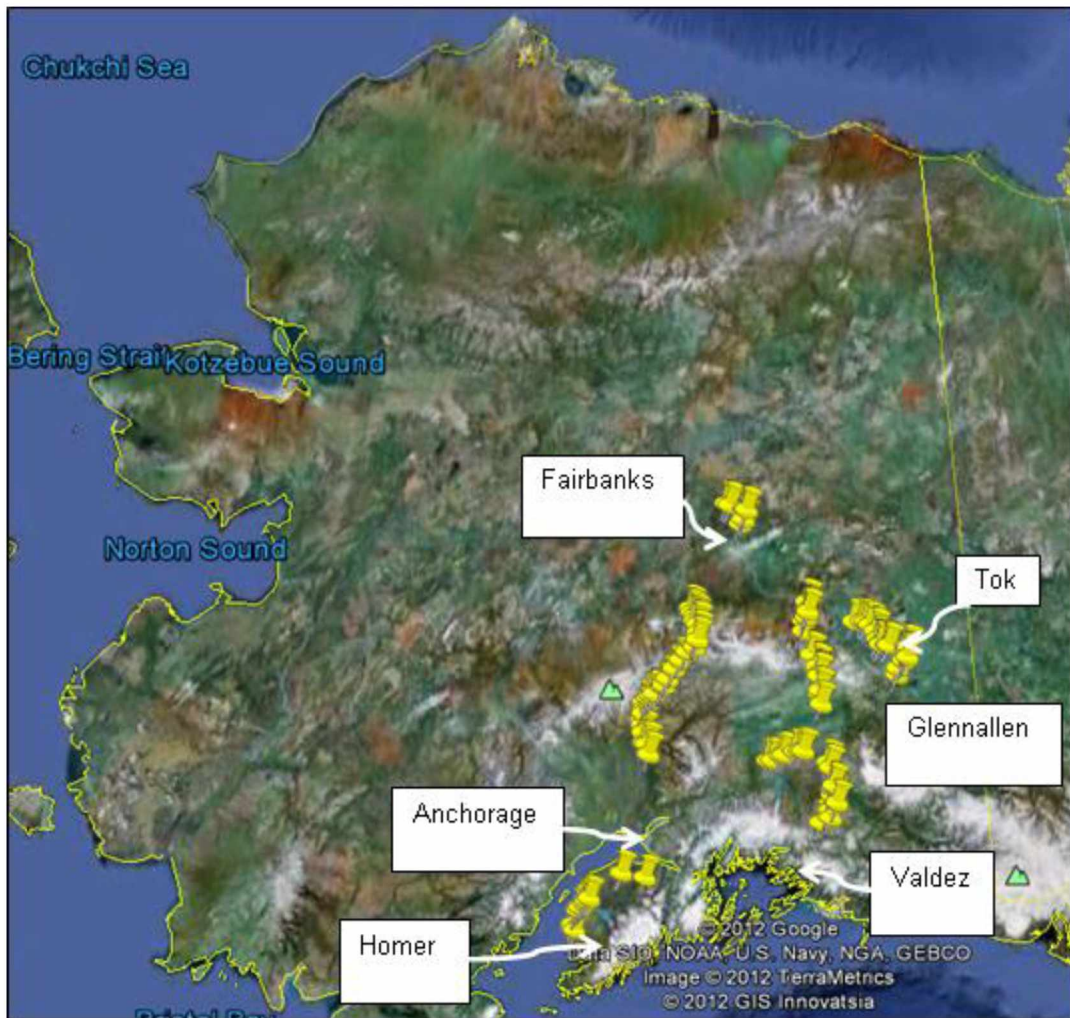 Chukchi Sea
Bering Strait
Kotzebue Sound
Fairbanks
Norton Sound
Tok
Glennallen
Anchorage
Valdez
Homer
© 2012 Google
Data SIO, NOAA, U.S. Navy, NGA, GEBCO
Image © 2012 TerraMetrics
© 2012 GIS Innovatsia